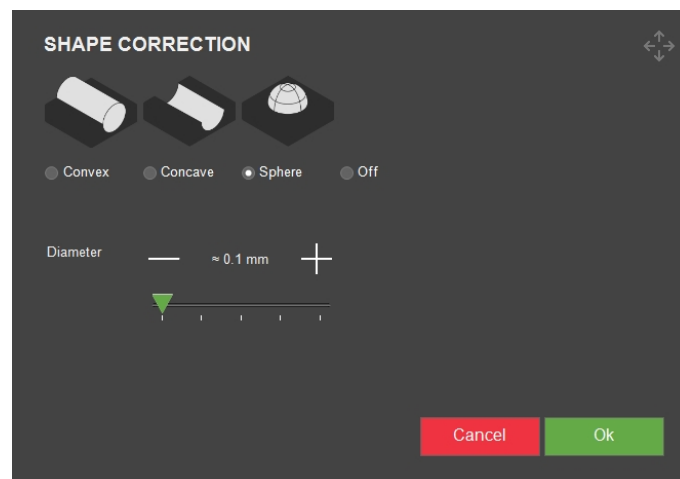 SHAPE CORRECTION
Convex Concave Sphere Off
Diameter ≈ 0.1 mm
Cancel Ok